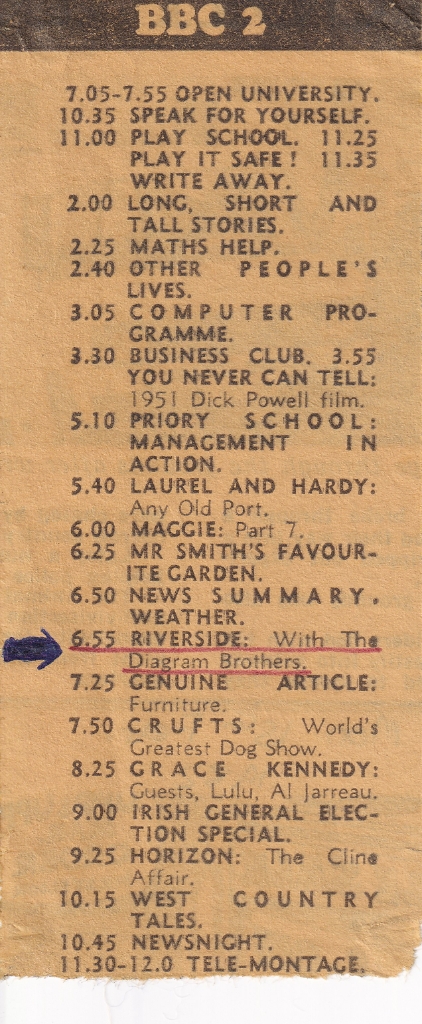 BBC 2
7.05-7.55 OPEN UNIVERSITY.
10.35 SPEAK FOR YOURSELF.
11.00 PLAY SCHOOL. 11.25
PLAY IT SAFE! 11.35
WRITE AWAY.
2.00 LONG, SHORT AND
TALL STORIES.
2.25 MATHS HELP.
2.40 OTHER PEOPLE'S
LIVES.
3.05 COMPUTER PRO-
GRAMME.
3.30 BUSINESS CLUB. 3.55
YOU NEVER CAN TELL:
1951 Dick Powell film.
5.10 PRIORY SCHOOL:
MANAGEMENT IN
ACTION.
5.40 LAUREL AND HARDY:
Any Old Port.
6.00 MAGGIE: Part 7.
6.25 MR SMITH'S FAVOUR-
ITE GARDEN.
6.50 NEWS SUMMARY.
WEATHER.
6.55 RIVERSIDE: With The
Diagram Brothers.
7.25 GENUINE ARTICLE:
Furniture.
7.50 CRUFTS: World's
Greatest Dog Show.
8.25 GRACE KENNEDY:
Guests, Lulu, Al Jarreau.
9.00 IRISH GENERAL ELEC-
TION SPECIAL.
9.25 HORIZON: The Cline
Affair.
10.15 WEST COUNTRY
TALES.
10.45 NEWSNIGHT.
11.30-12.0 TELE-MONTAGE.